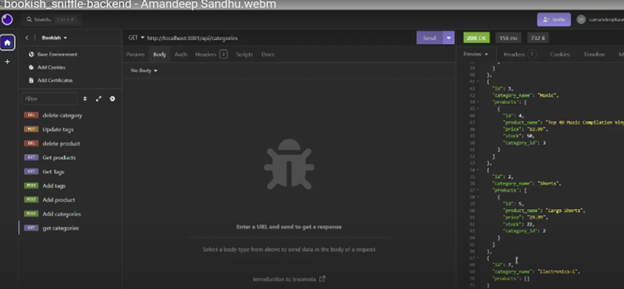 bookish_sniffle-backend - Amandeep Sandhu.webm
Search..
Invite
Bookish
GET http://localhost:3001/api/categories
Send
200 OK
732 B
Base Environment
Add Cookies
Add Certificates
Params Body Auth Headers Scripts Docs
Preview Headers Cookies Timeline
No Body
Filter
DEL delete category
PUT Update tags
DEL delete product
GET Get products
GET Get Tags
POST Add tags
POST Add product
POST Add categories
GET get categories
Enter a URL and send to get a response
Select a body type from above to send data in the body of a request
Introduction to Insomnia
]
},
{
"id": 3,
"category_name": "Music",
"products": [
{
"id": 4,
"product_name": "Top 40 Music Compilation
"price": "12.99",
"stock": 50,
"category_id": 3
}
]
},
{
"id": 2,
"category_name": "Shorts",
"products": [
{
"id": 5,
"product_name": "Cargo Shorts",
"price": "29.99",
"stock": 22,
"category_id": 2
}
]
},
{
"id": 7,
"category_name": "Electronics-1",
"products": []